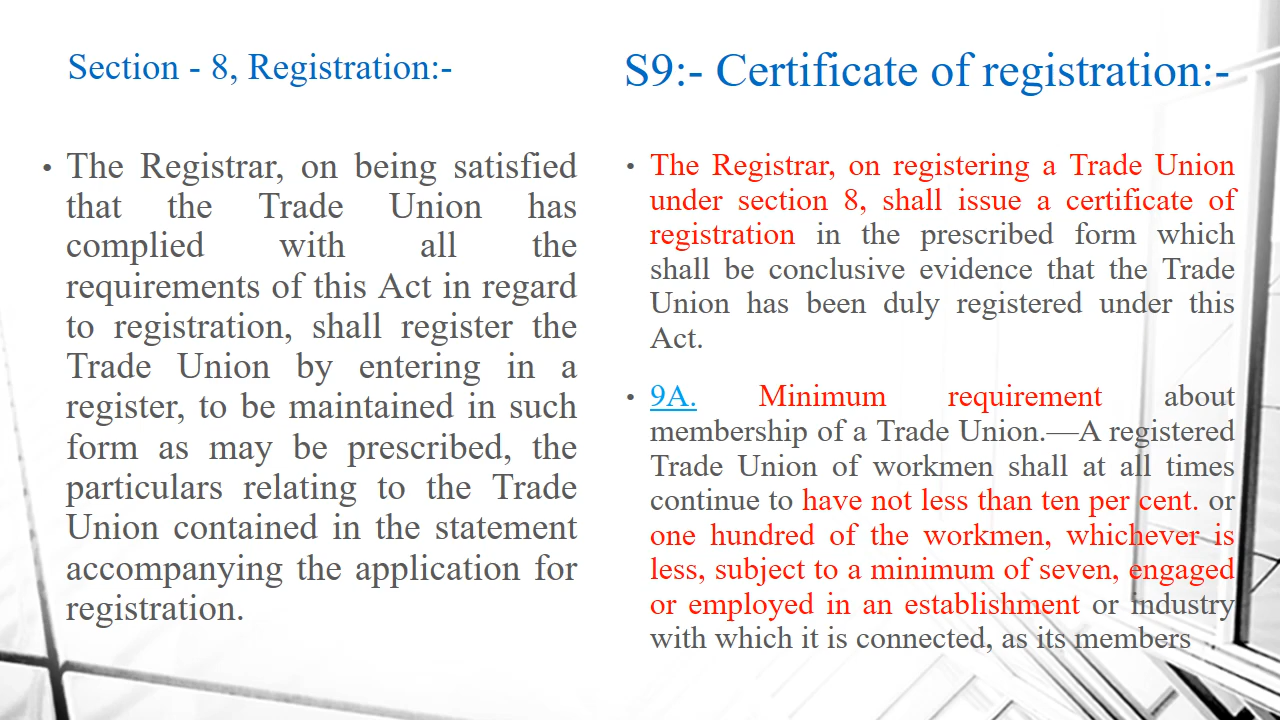 Section - 8, Registration:-
• The Registrar, on being satisfied
that the Trade Union has
complied with all the
requirements of this Act in regard
to registration, shall register the
Trade Union by entering in a
register, to be maintained in such
form as may be prescribed, the
particulars relating to the Trade
Union contained in the statement
accompanying the application for
registration.
S9:- Certificate of registration:-
• The Registrar, on registering a Trade Union
under section 8, shall issue a certificate of
registration in the prescribed form which
shall be conclusive evidence that the Trade
Union has been duly registered under this
Act.
• 9A. Minimum requirement about
membership of a Trade Union.—A registered
Trade Union of workmen shall at all times
continue to have not less than ten per cent. or
one hundred of the workmen, whichever is
less, subject to a minimum of seven, engaged
or employed in an establishment or industry
with which it is connected, as its members